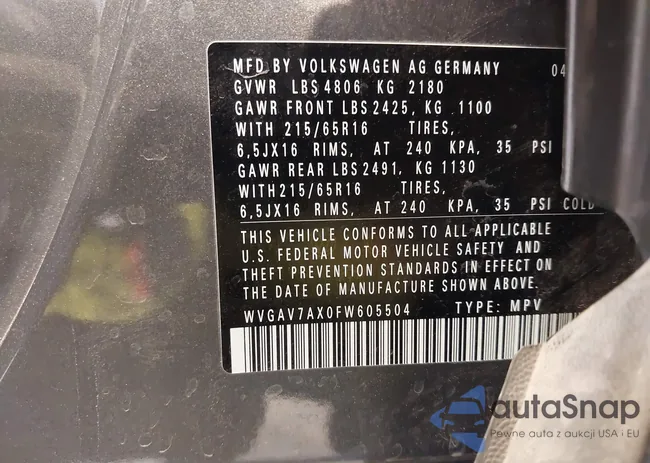 MFD BY VOLKSWAGEN AG GERMANY 04
GVWR LBS 4806 KG 2180
GAWR FRONT LBS 2425, KG 1100
WITH 215/65R16 TIRES,
6,5JX16 RIMS, AT 240 KPA, 35 PSI
GAWR REAR LBS 2491, KG 1130
WITH 215/65R16 TIRES,
6,5JX16 RIMS, AT 240 KPA, 35 PSI COLD
THIS VEHICLE CONFORMS TO ALL APPLICABLE
U.S. FEDERAL MOTOR VEHICLE SAFETY AND
THEFT PREVENTION STANDARDS IN EFFECT ON
THE DATE OF MANUFACTURE SHOWN ABOVE.
WVGAV7AX0FW605504 TYPE: MPV
autaSnap
Pewne auta z aukcji USA i EU